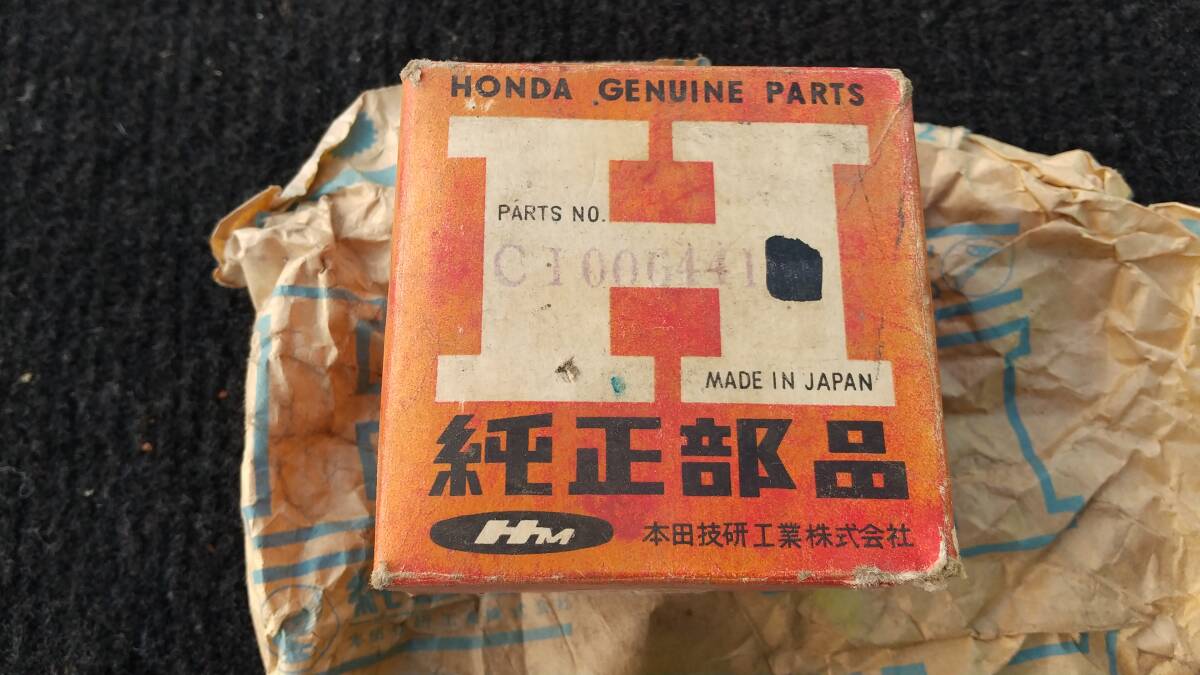 HONDA GENUINE PARTS
PARTS NO.
MADE IN JAPAN
純正部品
HM
本田技研工業株式会社